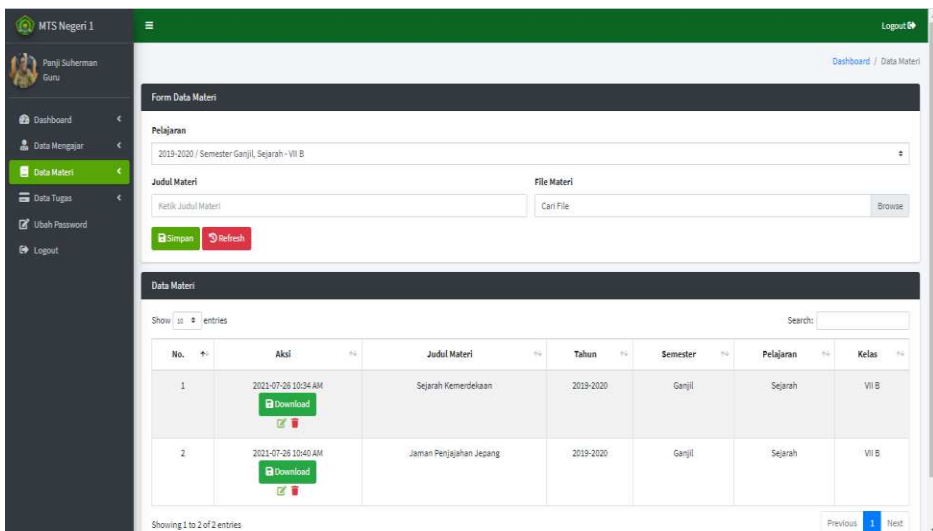 MTS Negeri 1
Logout
Panji Suherman
Guru
Dashboard / Data Materi
Dashboard
Data Mengajar
Data Materi
Data Tugas
Ubah Password
Logout
Form Data Materi
Pelajaran
2019-2020 / Semester Ganjil, Sejarah - VII B
Judul Materi File Materi
Ketik Judul Materi Cari File Browse
Simpan Refresh
Data Materi
Show 10 entries Search:
No. Aksi Judul Materi Tahun Semester Pelajaran Kelas
1 2021-07-26 10:34 AM Sejarah Kemerdekaan 2019-2020 Ganjil Sejarah VII B
Download
2 2021-07-26 10:40 AM Jaman Penjajahan Jepang 2019-2020 Ganjil Sejarah VII B
Download
Showing 1 to 2 of 2 entries Previous 1 Next